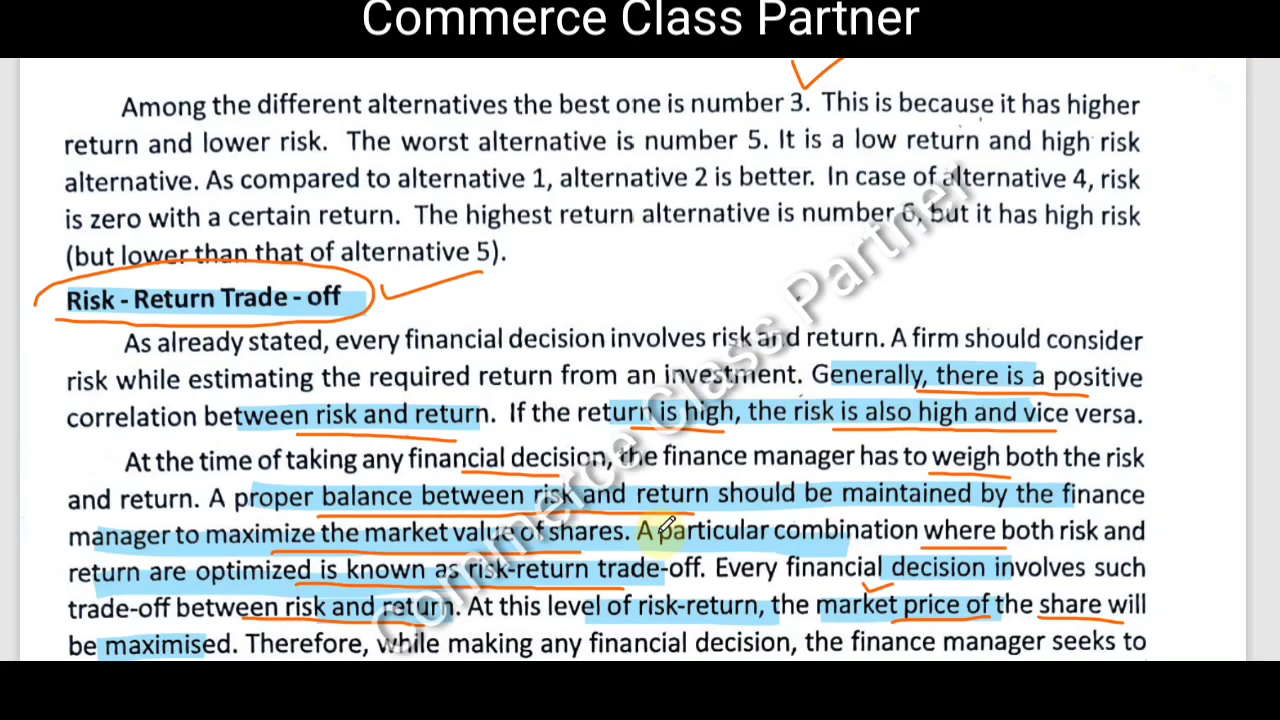 Commerce Class Partner
Among the different alternatives the best one is number 3. This is because it has higher
return and lower risk. The worst alternative is number 5. It is a low return and high risk
alternative. As compared to alternative 1, alternative 2 is better. In case of alternative 4, risk
is zero with a certain return. The highest return alternative is number 6, but it has high risk
(but lower than that of alternative 5).
Risk - Return Trade - off
As already stated, every financial decision involves risk and return. A firm should consider
risk while estimating the required return from an investment. Generally, there is a positive
correlation between risk and return. If the return is high, the risk is also high and vice versa.
At the time of taking any financial decision, the finance manager has to weigh both the risk
and return. A proper balance between risk and return should be maintained by the finance
manager to maximize the market value of shares. A particular combination where both risk and
return are optimized is known as risk-return trade-off. Every financial decision involves such
trade-off between risk and return. At this level of risk-return, the market price of the share will
be maximised. Therefore, while making any financial decision, the finance manager seeks to
Commerce Class Partner